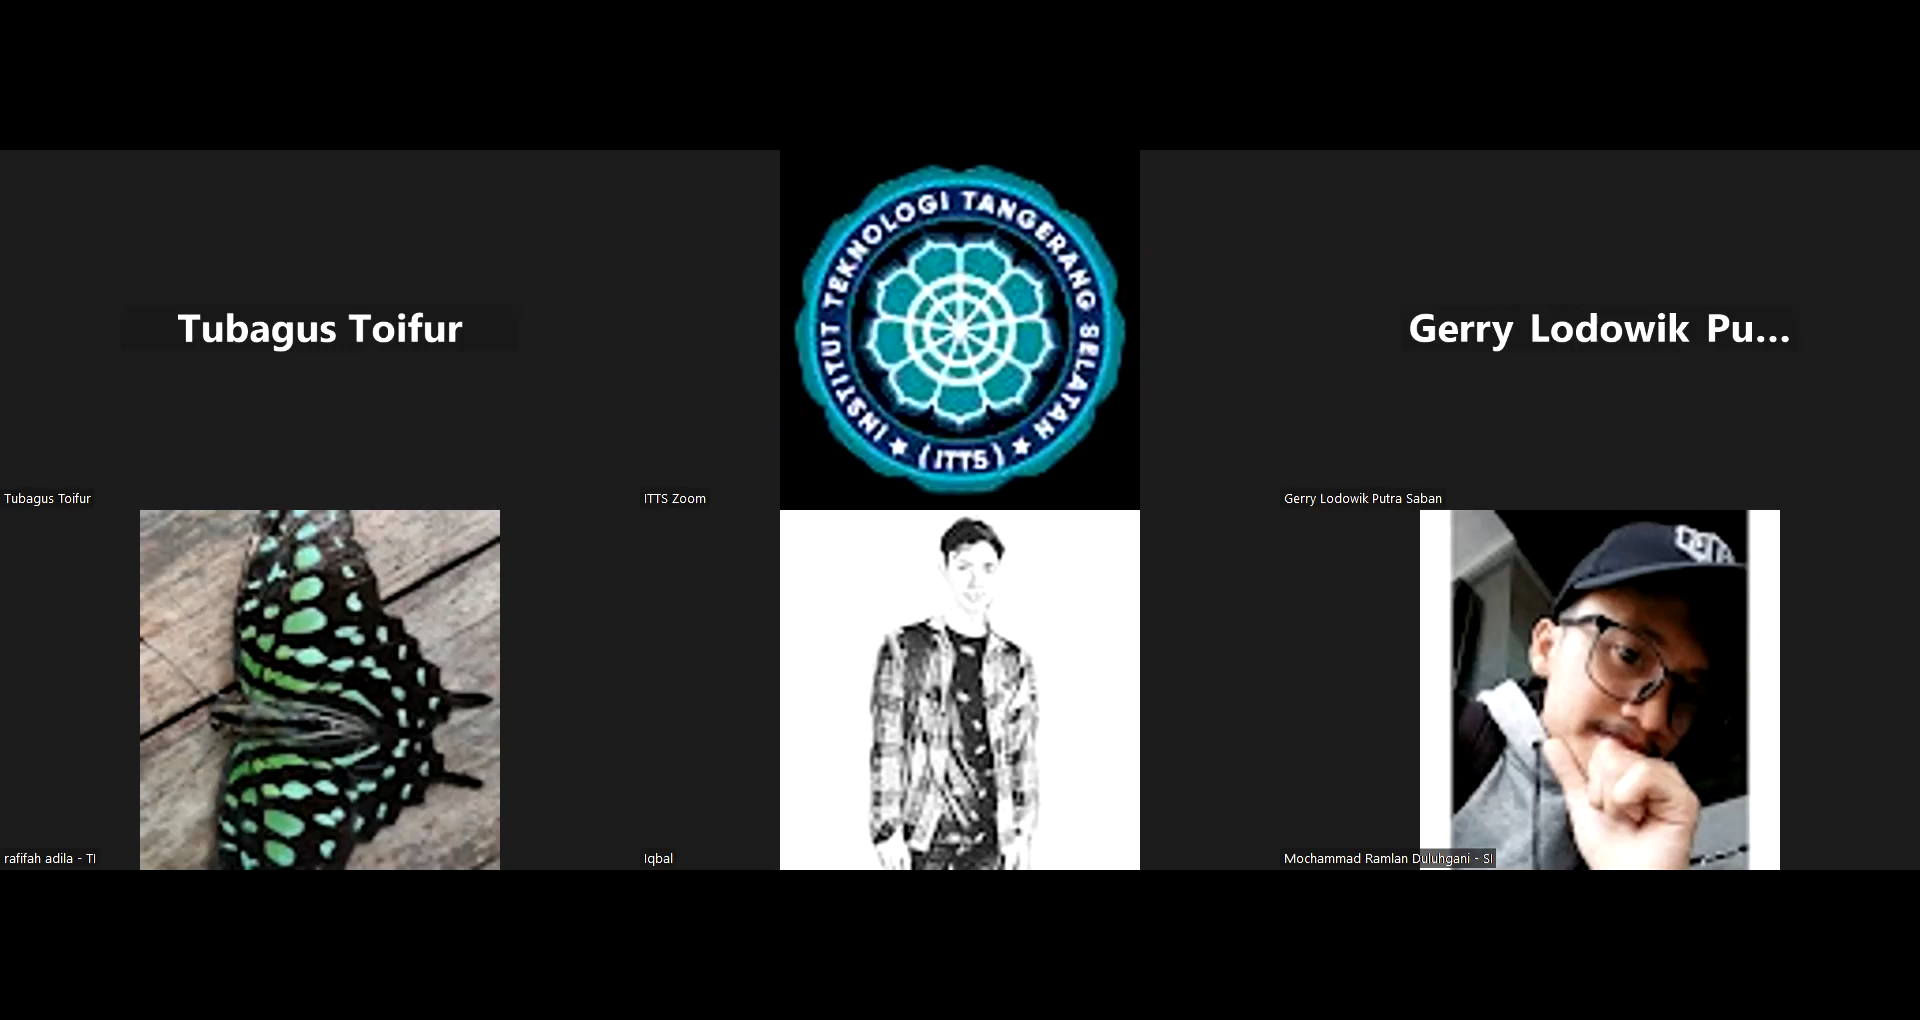 Tubagus Toifur
INSTITUT TEKNOLOGI TANGERANG SELATAN
(ITTS)
Gerry Lodowik Pu...
Tubagus Toifur
ITTS Zoom
Gerry Lodowik Putra Saban
rafifah adila - TI
Iqbal
Mochammad Ramlan Duluhgani - SI